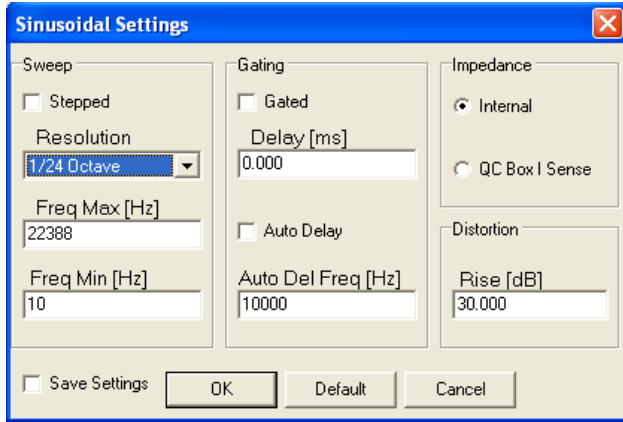 Sinusoidal Settings
Sweep
Stepped
Resolution
1/24 Octave
Freq Max [Hz]
22388
Freq Min [Hz]
10
Gating
Gated
Delay [ms]
0.000
Auto Delay
Auto Del Freq [Hz]
10000
Impedance
Internal
QC Box I Sense
Distortion
Rise [dB]
30.000
Save Settings
OK
Default
Cancel